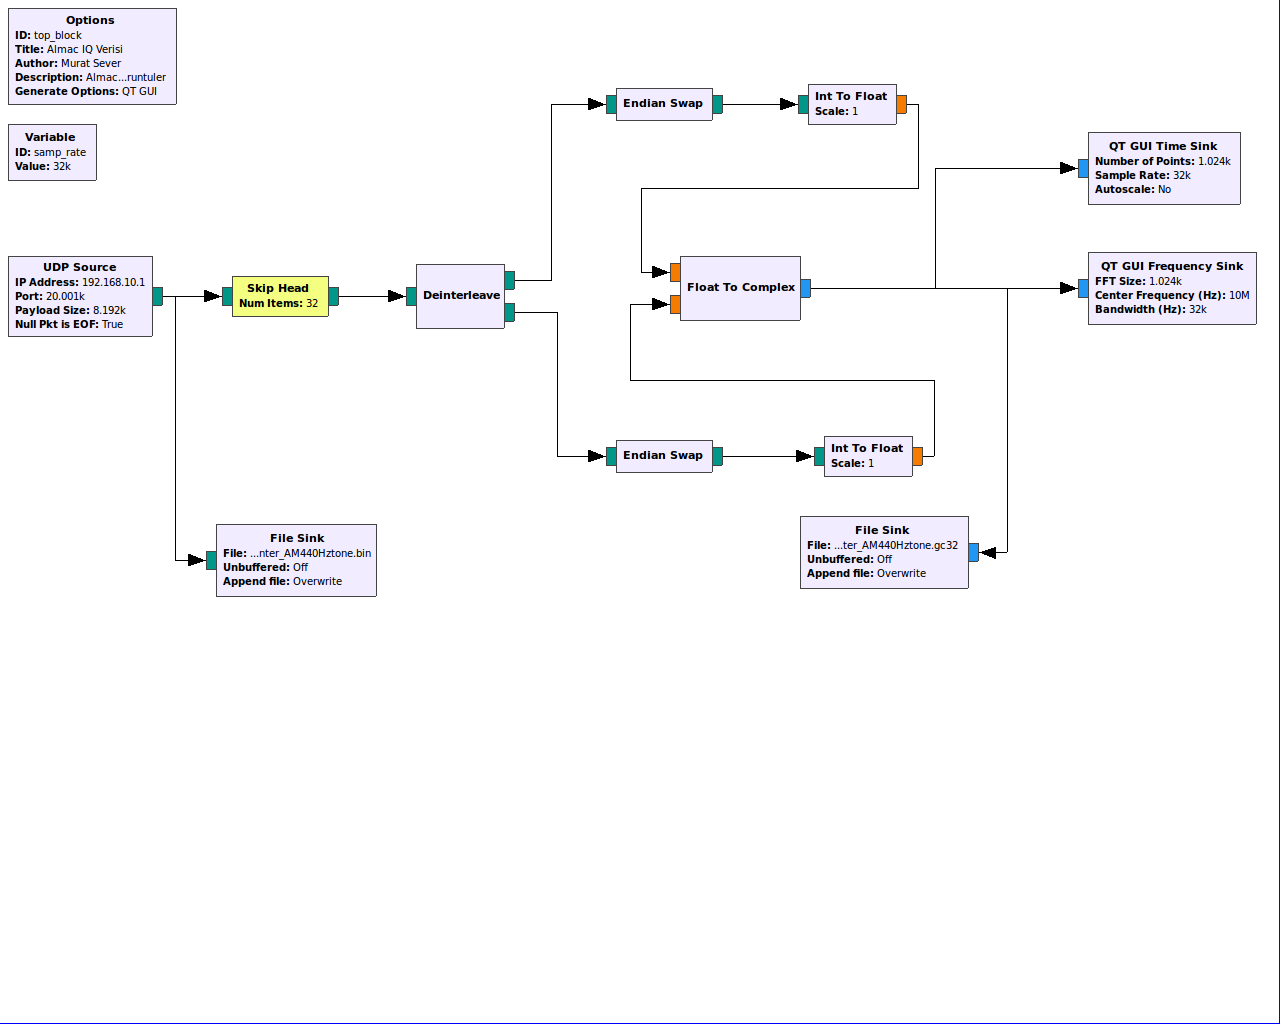 Options
ID: top_block
Title: Almac IQ Verisi
Author: Murat Sever
Description: Almac...runtuler
Generate Options: QT GUI
Variable
ID: samp_rate
Value: 32k
UDP Source
IP Address: 192.168.10.1
Port: 20.001k
Payload Size: 8.192k
Null Pkt is EOF: True
Skip Head
Num Items: 32
Deinterleave
Endian Swap
Int To Float
Scale: 1
Float To Complex
QT GUI Time Sink
Number of Points: 1.024k
Sample Rate: 32k
Autoscale: No
QT GUI Frequency Sink
FFT Size: 1.024k
Center Frequency (Hz): 10M
Bandwidth (Hz): 32k
Endian Swap
Int To Float
Scale: 1
File Sink
File: ...nter_AM440Hztone.bin
Unbuffered: Off
Append file: Overwrite
File Sink
File: ...ter_AM440Hztone.gc32
Unbuffered: Off
Append file: Overwrite